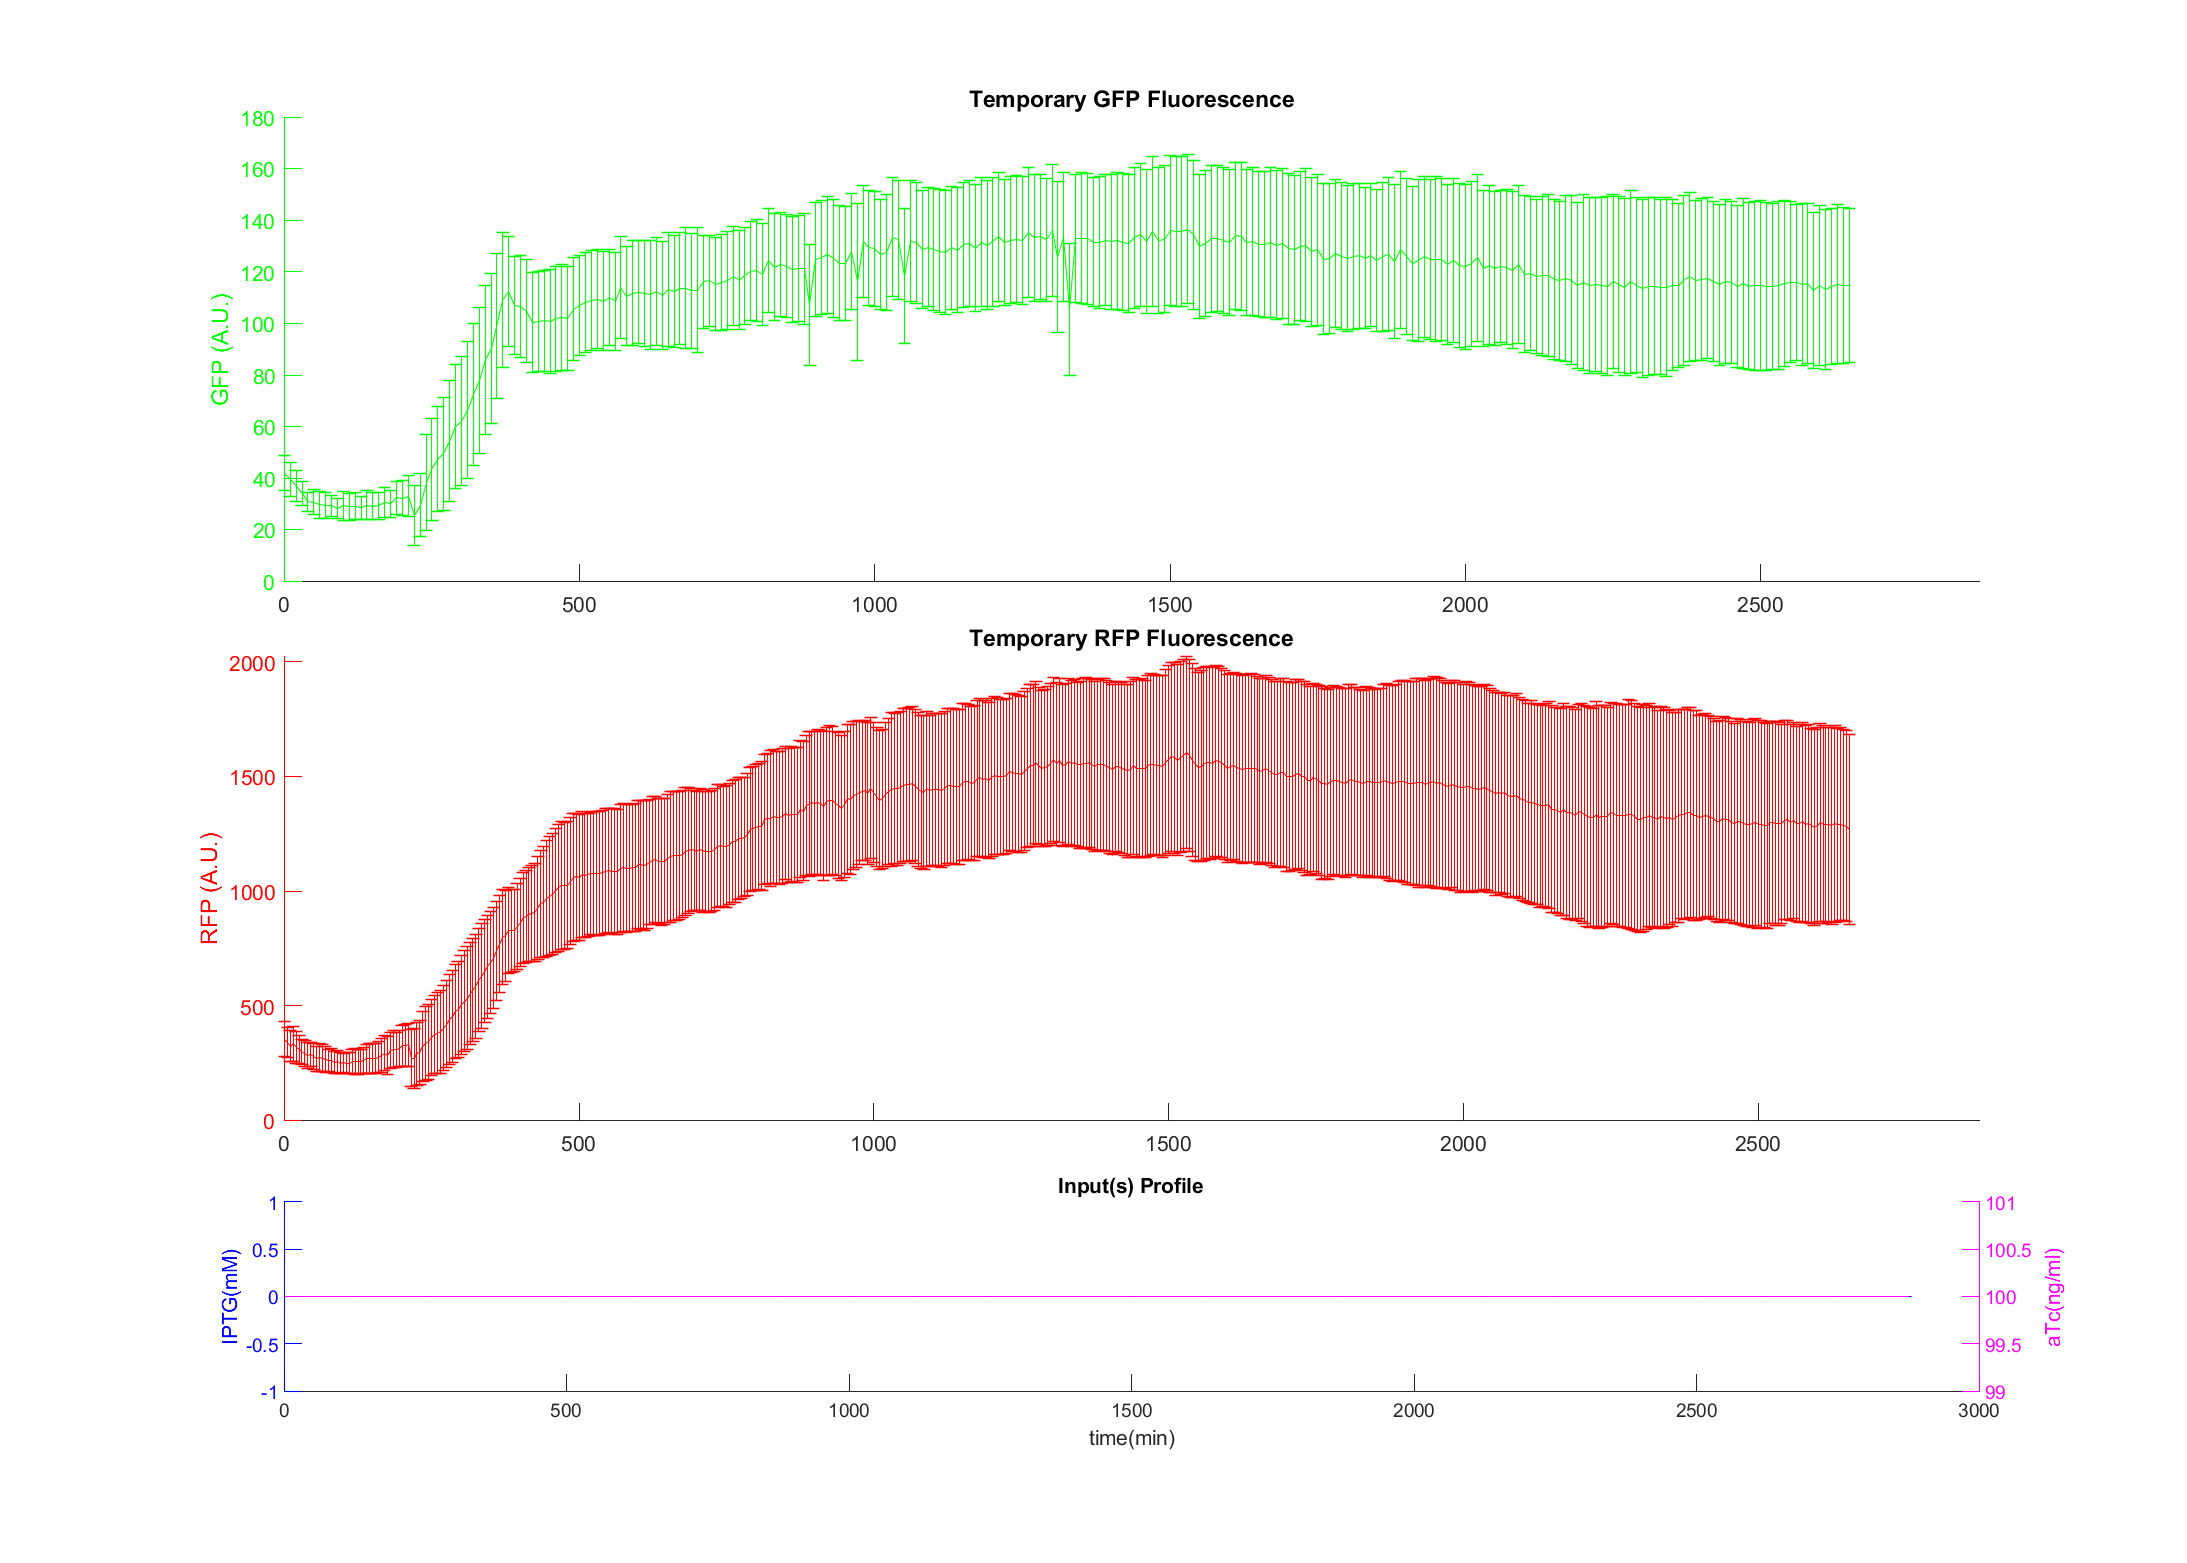 Temporary GFP Fluorescence
180
160
140
120
100
80
60
40
20
0
GFP (A.U.)
0 500 1000 1500 2000 2500
Temporary RFP Fluorescence
2000
1500
1000
500
0
RFP (A.U.)
0 500 1000 1500 2000 2500
Input(s) Profile
1
0.5
0
-0.5
-1
IPTG(mM)
101
100.5
100
99.5
99
aTc(ng/ml)
0 500 1000 1500 2000 2500 3000
time(min)